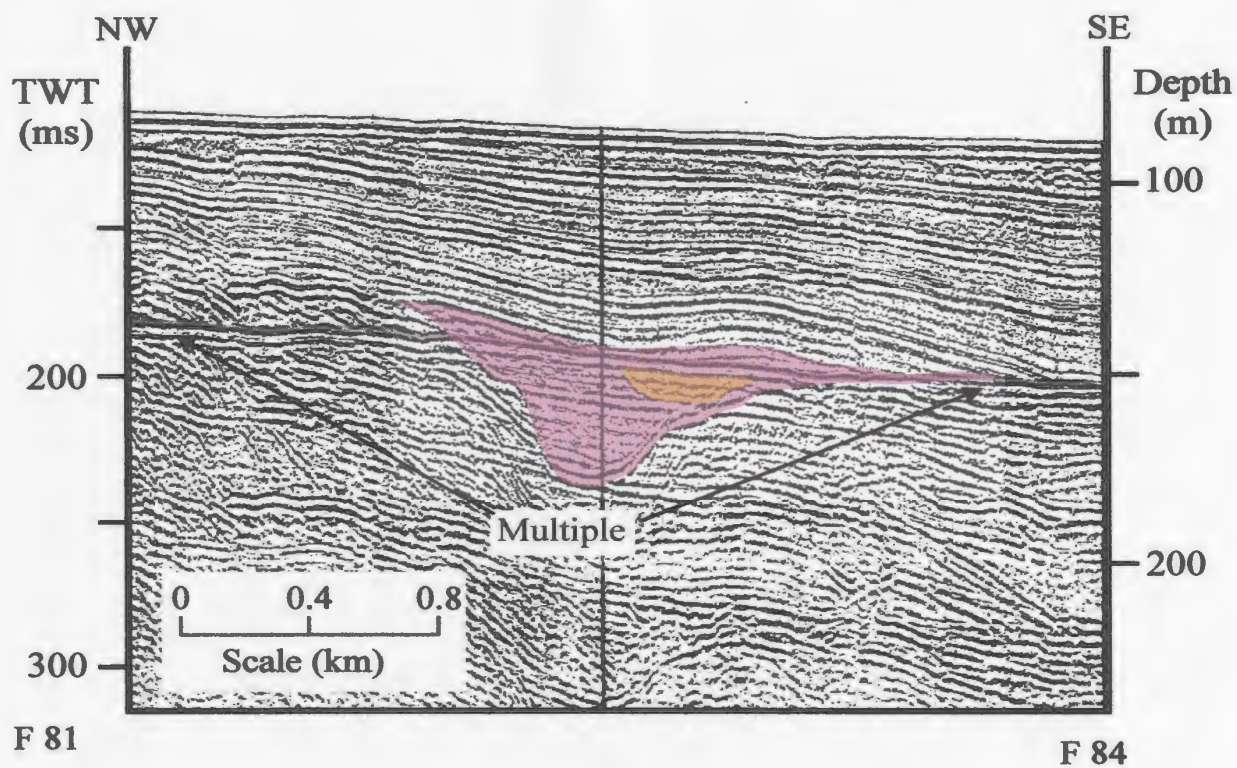 NW
SE
TWT
(ms)
Depth
(m)
100
200
Multiple
200
0 0.4 0.8
Scale (km)
300
F 81
F 84